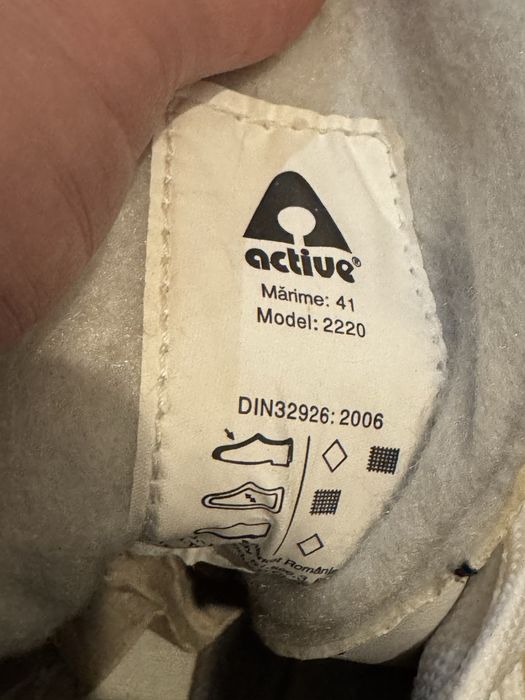 active®
Mărime: 41
Model: 2220
DIN32926: 2006